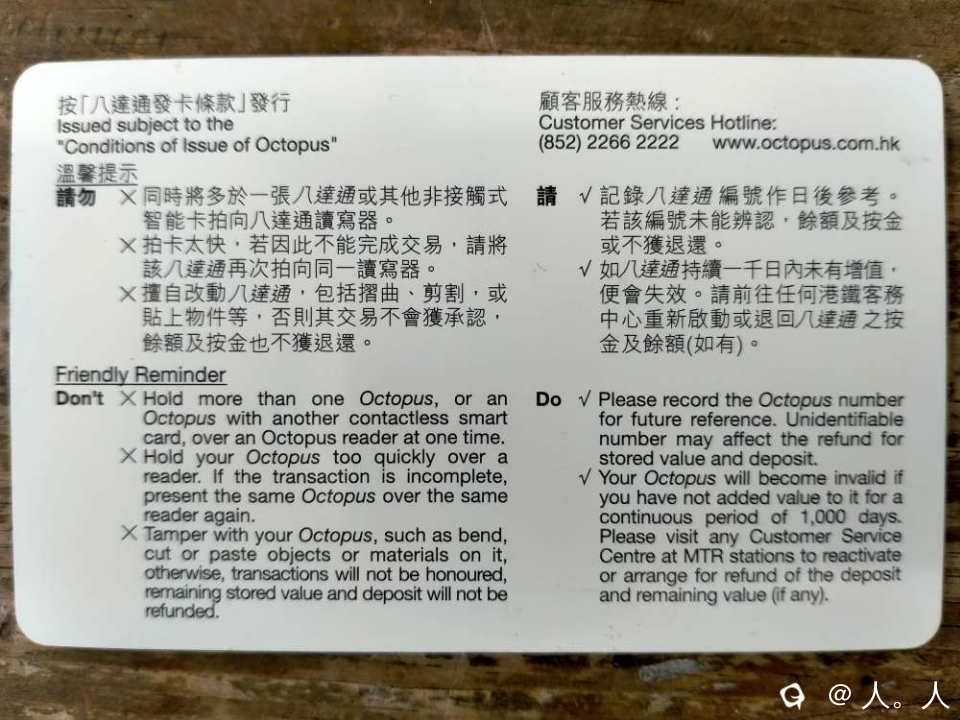 按「八達通發卡條款」發行
Issued subject to the
"Conditions of Issue of Octopus"
顧客服務熱線：
Customer Services Hotline:
(852) 2266 2222 www.octopus.com.hk
溫馨提示
請勿 ╳ 同時將多於一張八達通或其他非接觸式
智能卡拍向八達通讀寫器。
╳ 拍卡太快，若因此不能完成交易，請將
該八達通再次拍向同一讀寫器。
╳ 擅自改動八達通，包括摺曲、剪割，或
貼上物件等，否則其交易不會獲承認，
餘額及按金也不獲退還。
請 √ 記錄八達通編號作日後參考。
若該編號未能辨認，餘額及按金
或不獲退還。
√ 如八達通持續一千日內未有增值，
便會失效。請前往任何港鐵客務
中心重新啟動或退回八達通之按
金及餘額(如有)。
Friendly Reminder
Don't ╳ Hold more than one Octopus, or an
Octopus with another contactless smart
card, over an Octopus reader at one time.
╳ Hold your Octopus too quickly over a
reader. If the transaction is incomplete,
present the same Octopus over the same
reader again.
╳ Tamper with your Octopus, such as bend,
cut or paste objects or materials on it,
otherwise, transactions will not be honoured,
remaining stored value and deposit will not be
refunded.
Do √ Please record the Octopus number
for future reference. Unidentifiable
number may affect the refund for
stored value and deposit.
√ Your Octopus will become invalid if
you have not added value to it for a
continuous period of 1,000 days.
Please visit any Customer Service
Centre at MTR stations to reactivate
or arrange for refund of the deposit
and remaining value (if any).
@人。人